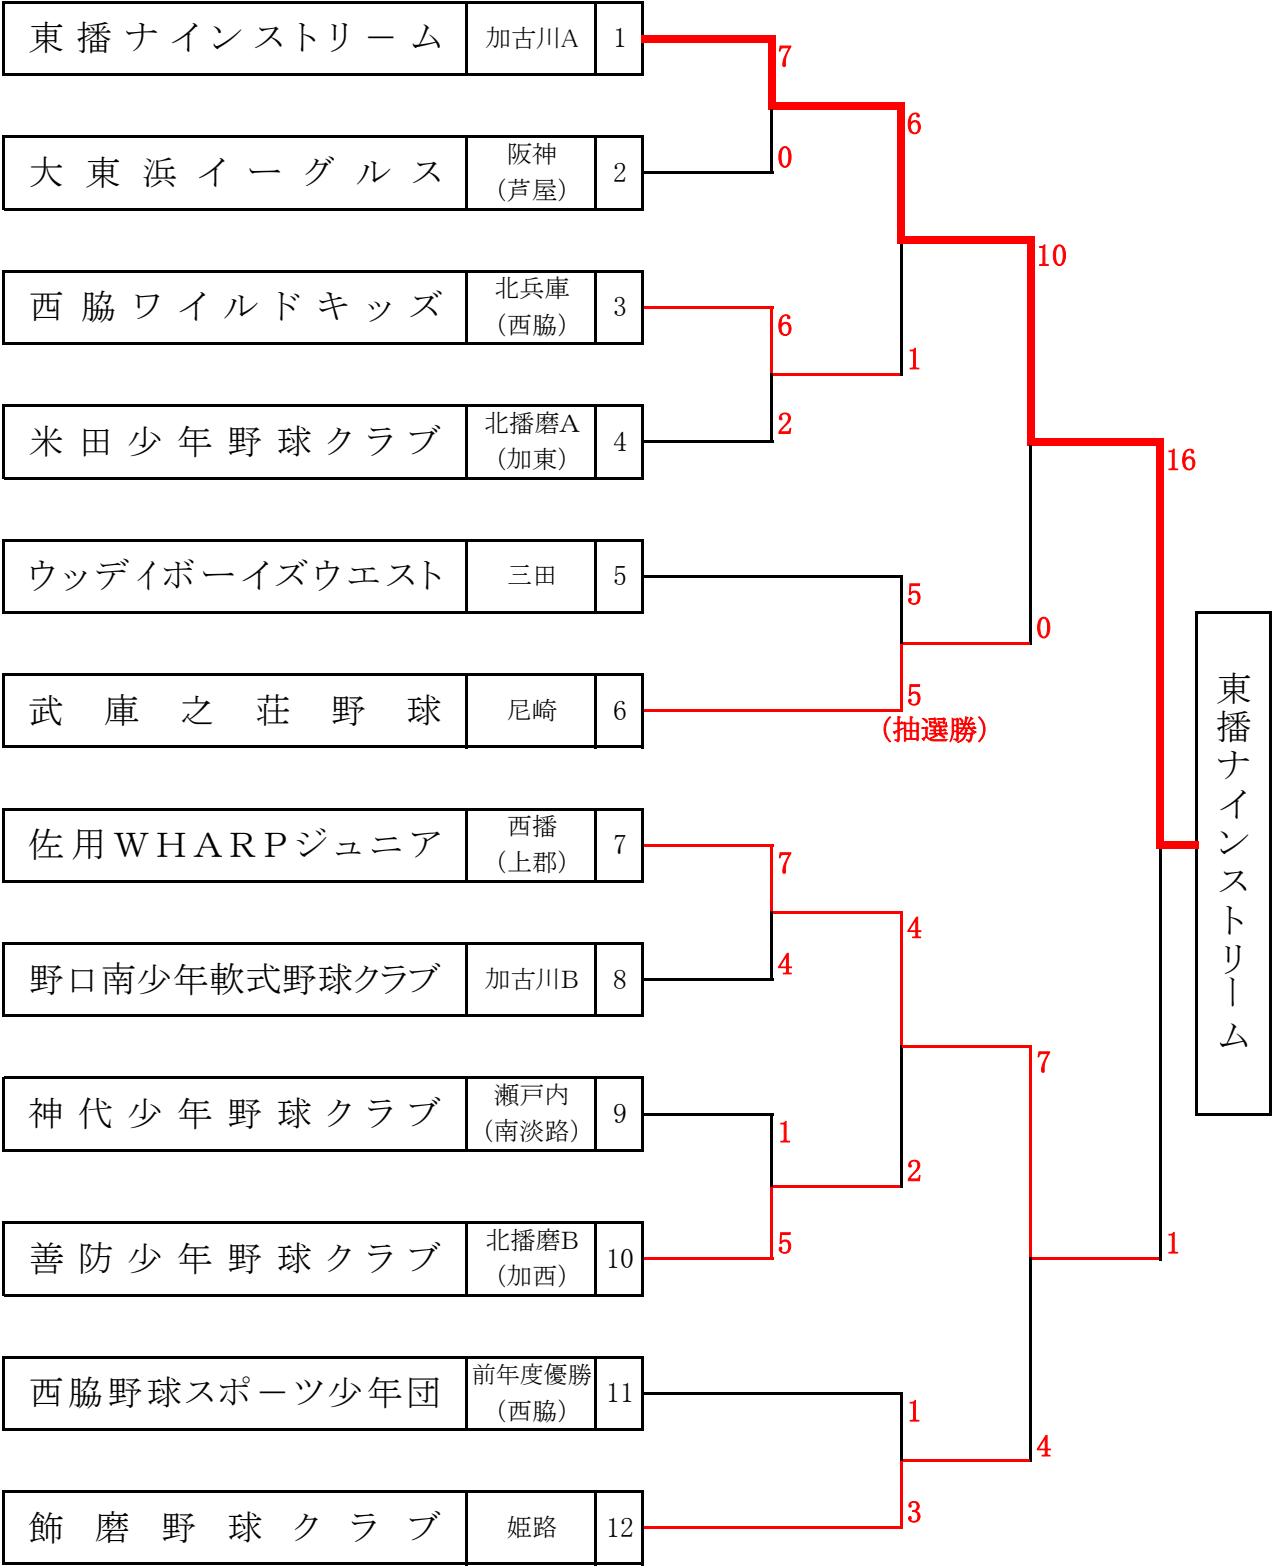 東播ナインストリーム 加古川A 1
7
6
大東浜イーグルス 阪神
(芦屋) 2
0
10
西脇ワイルドキッズ 北兵庫
(西脇) 3
6
1
米田少年野球クラブ 北播磨A
(加東) 4
2
16
ウッディボーイズウエスト 三田 5
5
0
武庫之荘野球 尼崎 6
5
(抽選勝)
東播ナインストリーム
佐用WHARPジュニア 西播
(上郡) 7
7
4
野口南少年軟式野球クラブ 加古川B 8
4
7
神代少年野球クラブ 瀬戸内
(南淡路) 9
1
2
善防少年野球クラブ 北播磨B
(加西) 10
5
1
西脇野球スポーツ少年団 前年度優勝
(西脇) 11
1
4
飾磨野球クラブ 姫路 12
3